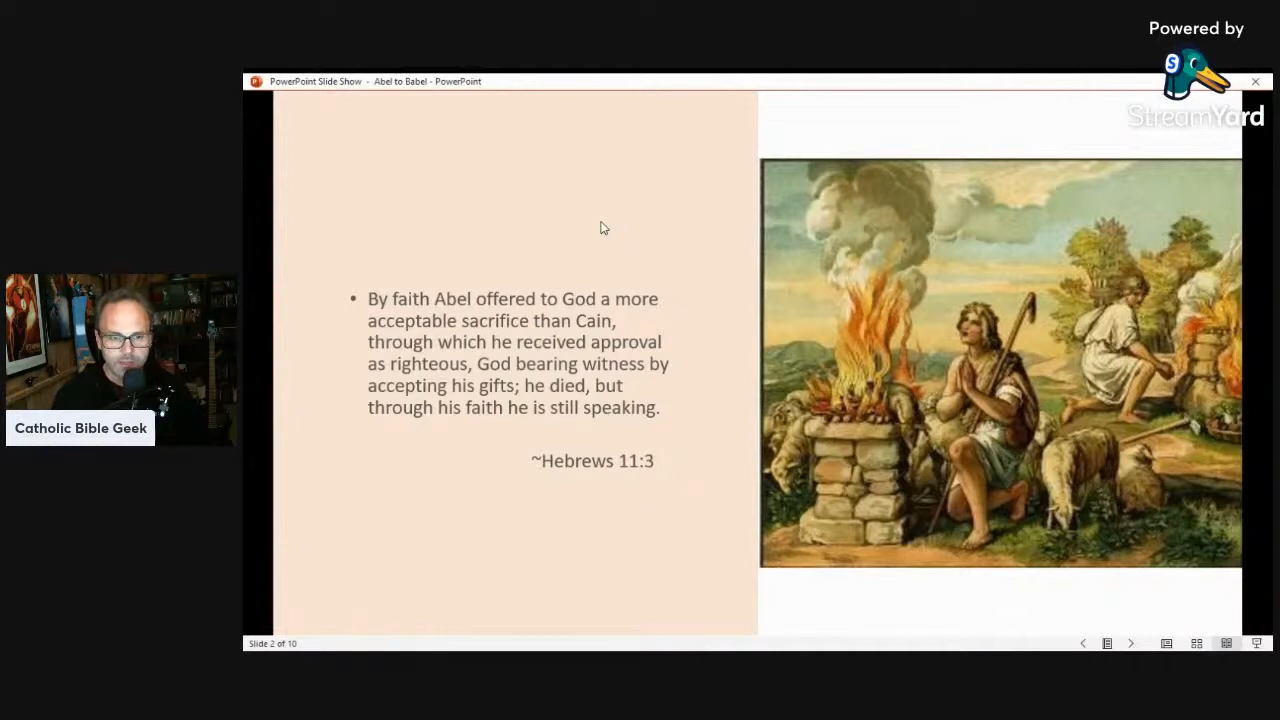 Powered by
S
StreamYard
PowerPoint Slide Show - Abel to Babel - PowerPoint
• By faith Abel offered to God a more
acceptable sacrifice than Cain,
through which he received approval
as righteous, God bearing witness by
accepting his gifts; he died, but
through his faith he is still speaking.
~Hebrews 11:3
Catholic Bible Geek
Slide 2 of 10